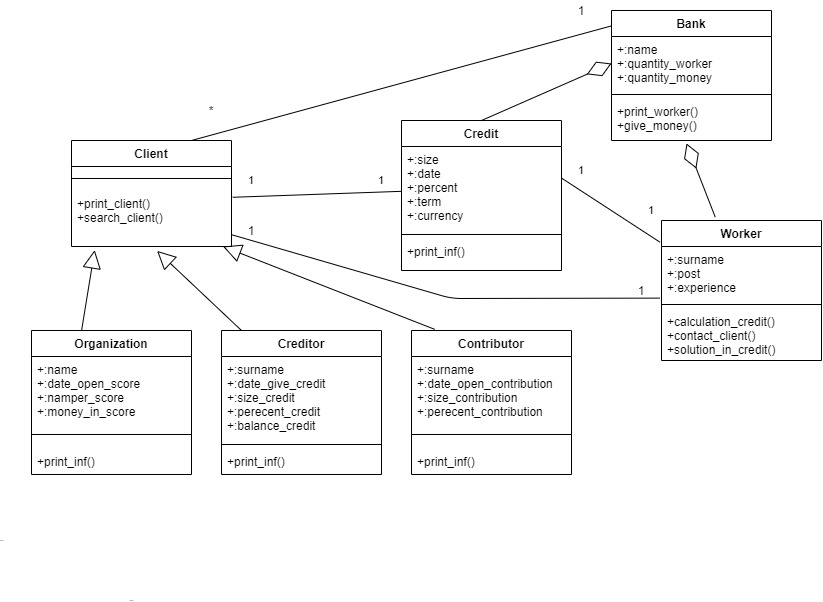 1
Bank
+:name
+:quantity_worker
+:quantity_money
+print_worker()
+give_money()
*
Client
+print_client()
+search_client()
1
1
1
Credit
+:size
+:date
+:percent
+:term
+:currency
+print_inf()
1
1
1
Worker
+:surname
+:post
+:experience
+calculation_credit()
+contact_client()
+solution_in_credit()
Organization
+:name
+:date_open_score
+:namper_score
+:money_in_score
+print_inf()
Creditor
+:surname
+:date_give_credit
+:size_credit
+:perecent_credit
+:balance_credit
+print_inf()
Contributor
+:surname
+:date_open_contribution
+:size_contribution
+:perecent_contribution
+print_inf()